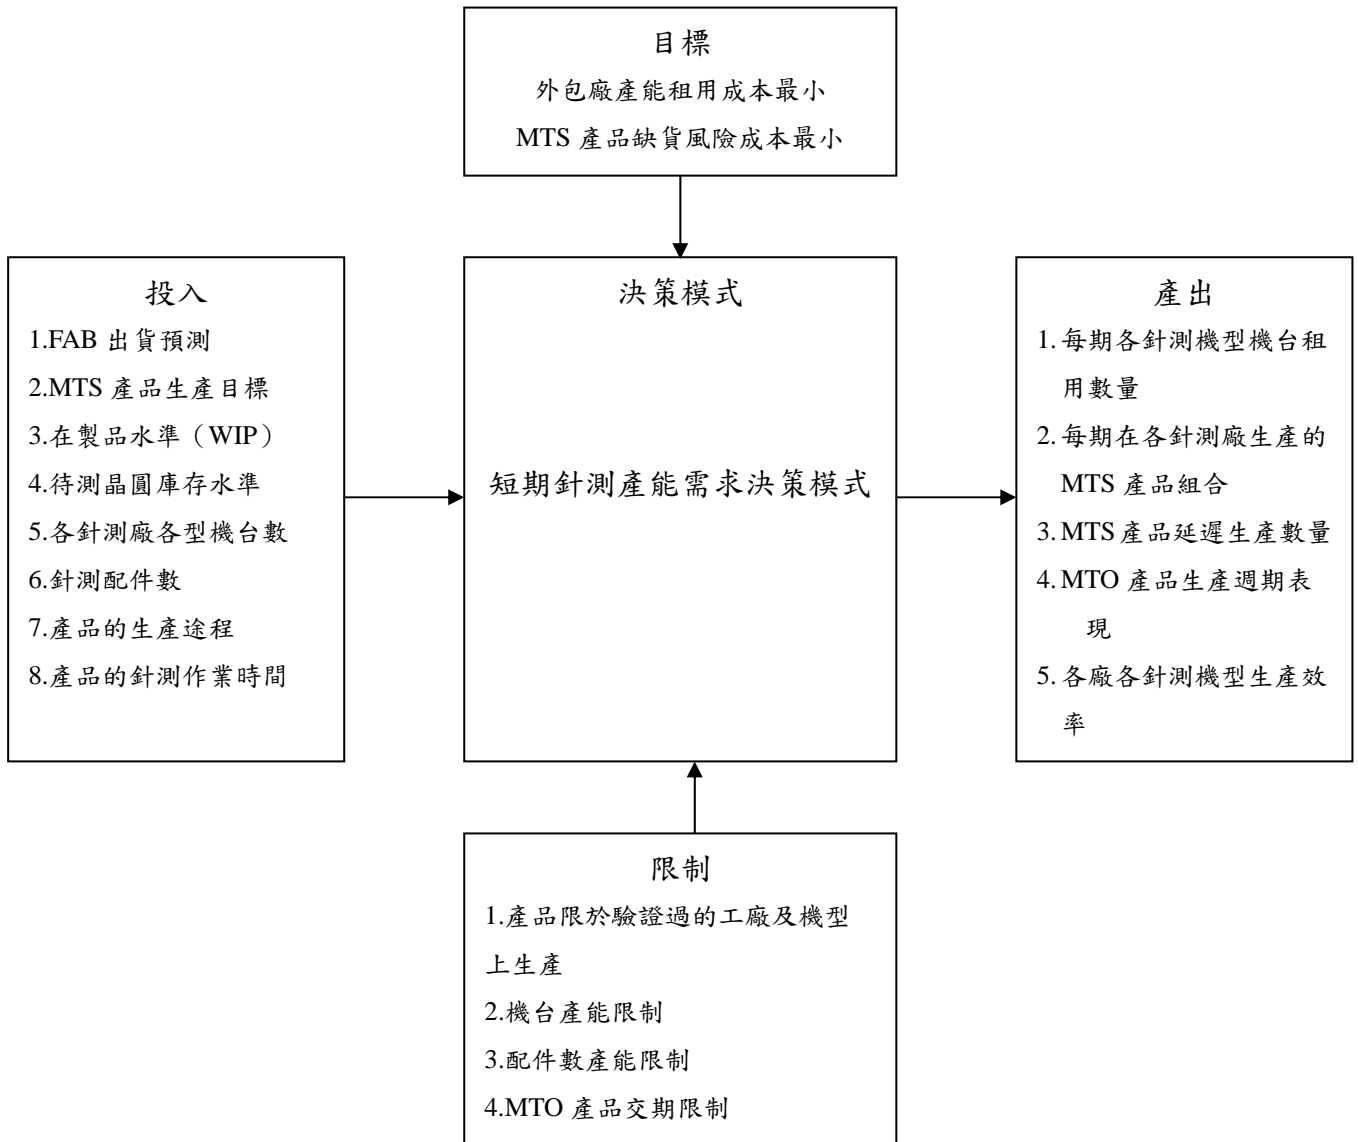 目標
外包廠產能租用成本最小
MTS 產品缺貨風險成本最小
投入
1.FAB 出貨預測
2.MTS 產品生產目標
3.在製品水準（WIP）
4.待測晶圓庫存水準
5.各針測廠各型機台數
6.針測配件數
7.產品的生產途程
8.產品的針測作業時間
決策模式
短期針測產能需求決策模式
產出
1. 每期各針測機型機台租
用數量
2. 每期在各針測廠生產的
MTS 產品組合
3. MTS 產品延遲生產數量
4. MTO 產品生產週期表
現
5. 各廠各針測機型生產效
率
限制
1.產品限於驗證過的工廠及機型
上生產
2.機台產能限制
3.配件數產能限制
4.MTO 產品交期限制